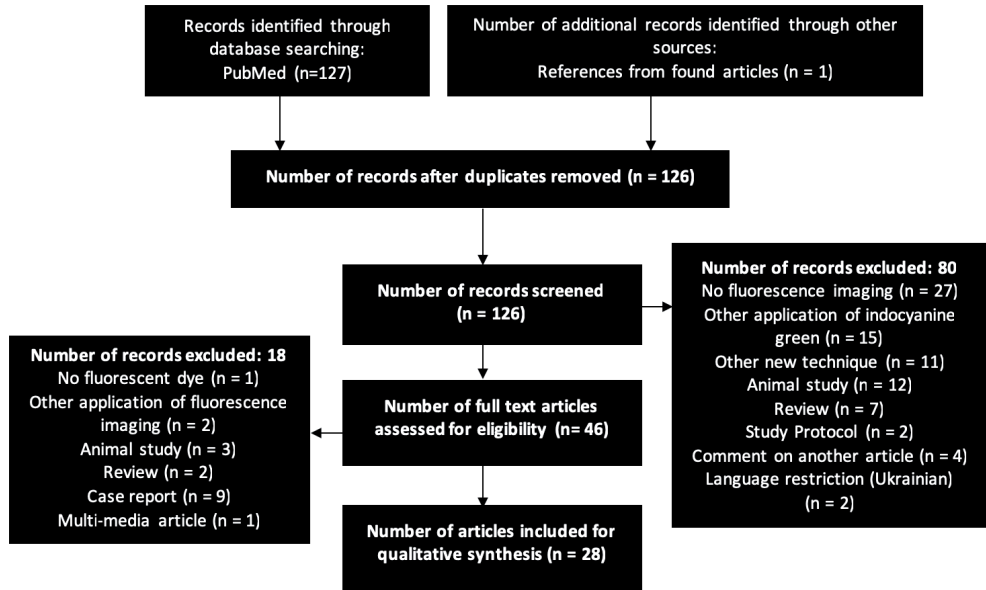 Records identified through
database searching:
PubMed (n=127)
Number of additional records identified through other
sources:
References from found articles (n = 1)
Number of records after duplicates removed (n = 126)
Number of records screened
(n = 126)
Number of records excluded: 80
No fluorescence imaging (n = 27)
Other application of indocyanine
green (n = 15)
Other new technique (n = 11)
Animal study (n = 12)
Review (n = 7)
Study Protocol (n = 2)
Comment on another article (n = 4)
Language restriction (Ukrainian)
(n = 2)
Number of records excluded: 18
No fluorescent dye (n = 1)
Other application of fluorescence
imaging (n = 2)
Animal study (n = 3)
Review (n = 2)
Case report (n = 9)
Multi-media article (n = 1)
Number of full text articles
assessed for eligibility (n= 46)
Number of articles included for
qualitative synthesis (n = 28)